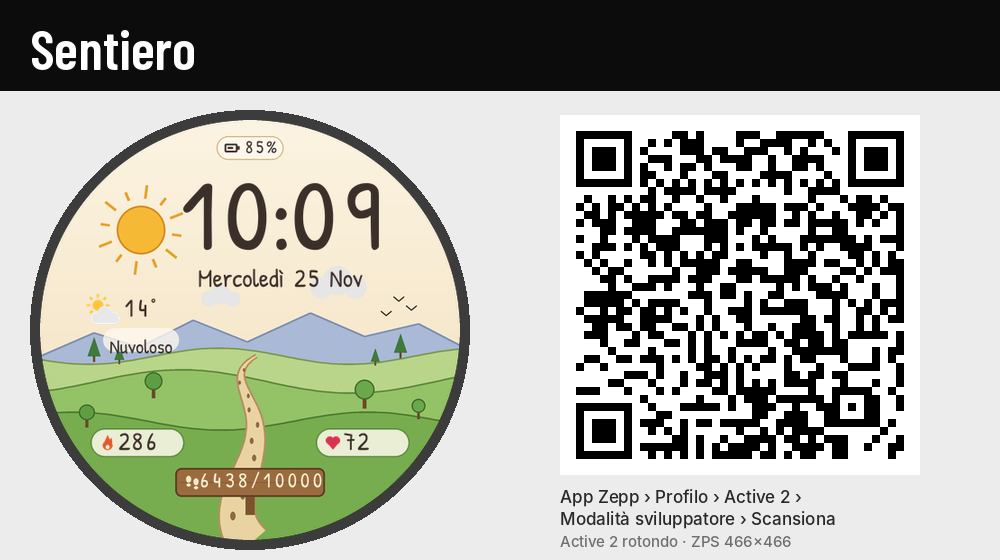 Sentiero
85%
10:09
Mercoledì 25 Nov
14°
Nuvoloso
286
72
6438/10000
App Zepp › Profilo › Active 2 ›
Modalità sviluppatore › Scansiona
Active 2 rotondo · ZPS 466×466